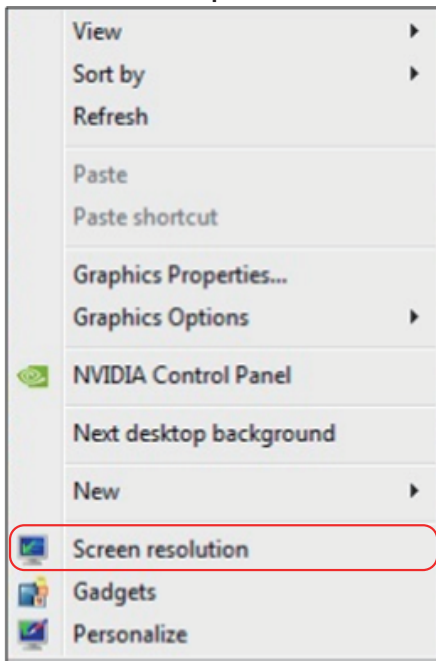 View
Sort by
Refresh
Paste
Paste shortcut
Graphics Properties...
Graphics Options
NVIDIA Control Panel
Next desktop background
New
Screen resolution
Gadgets
Personalize